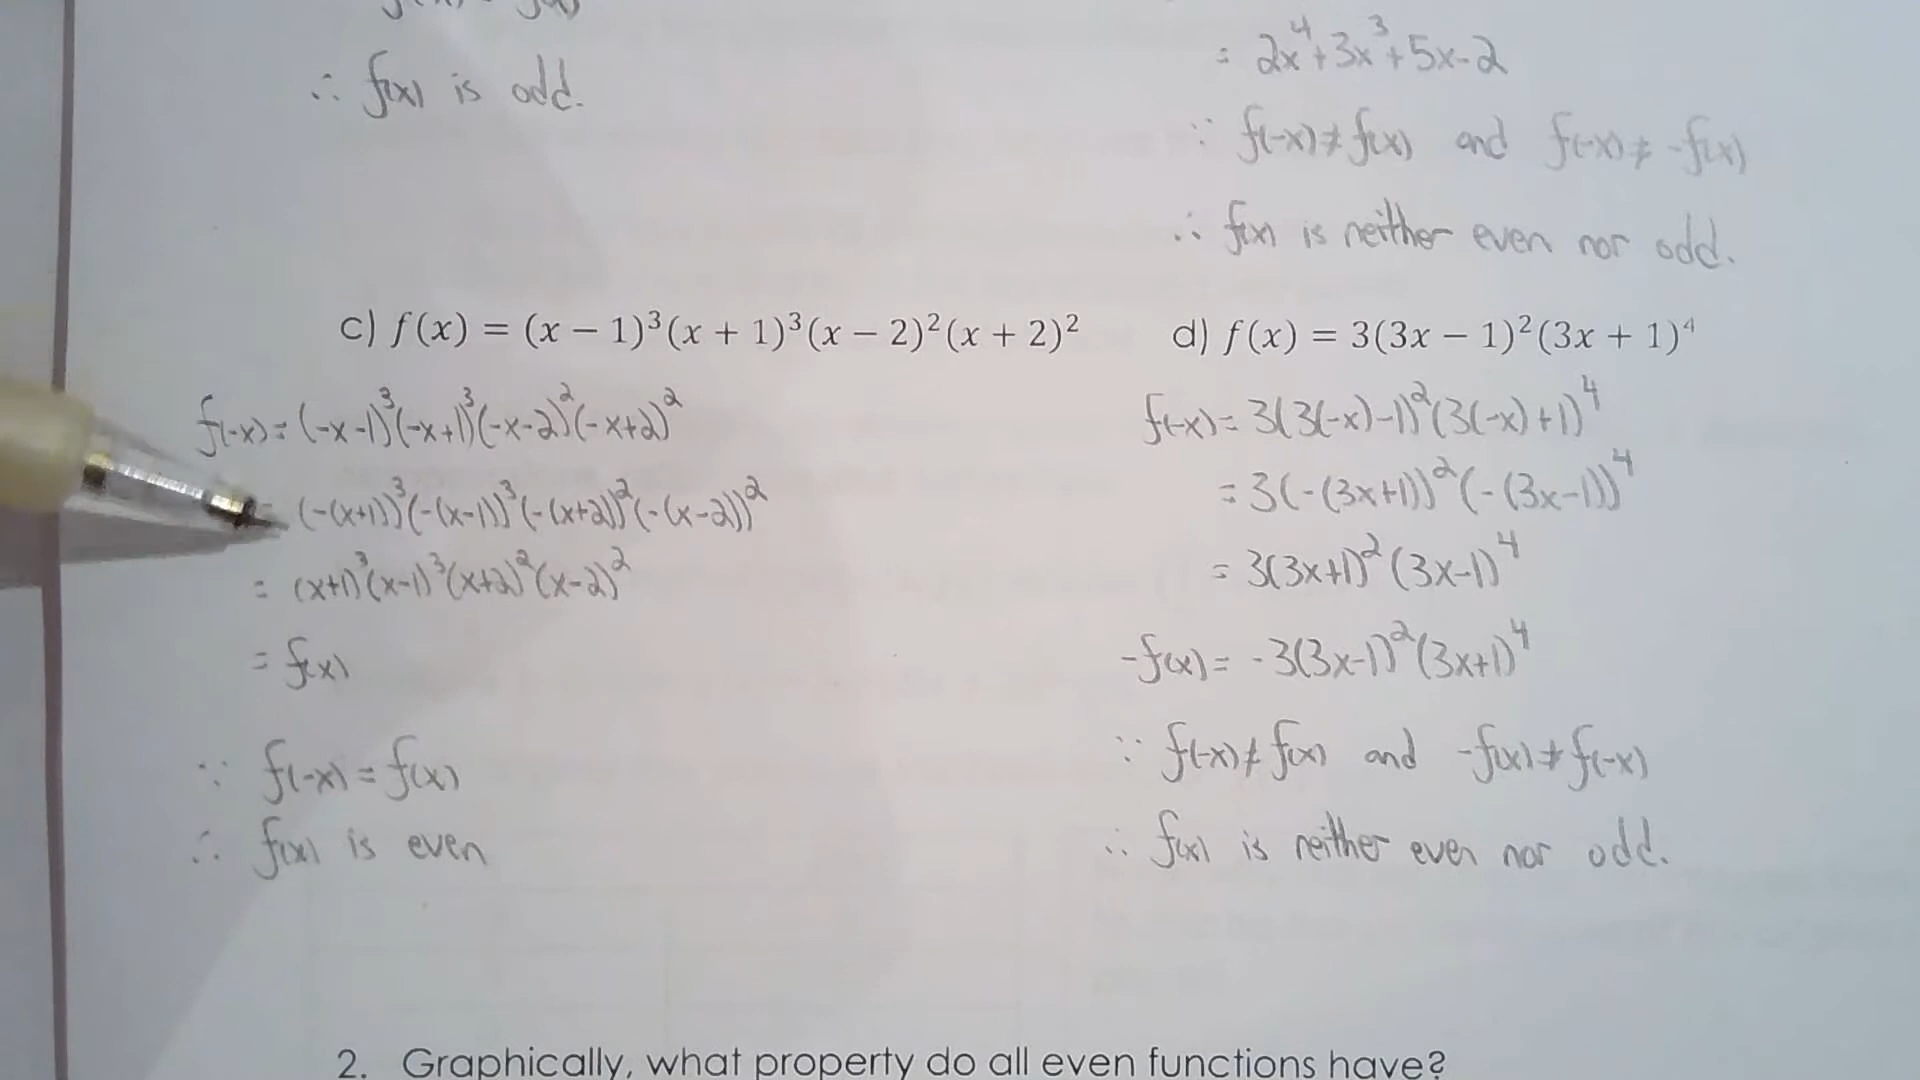 ∴ f(x) is odd.
= 2x⁴+3x³+5x-2
∵ f(-x)≠f(x) and f(-x)≠-f(x)
∴ f(x) is neither even nor odd.
c) f(x) = (x − 1)³(x + 1)³(x − 2)²(x + 2)²
f(-x)= (-x-1)³(-x+1)³(-x-2)²(-x+2)²
(-(x+1))³(-(x-1))³(-(x+2))²(-(x-2))²
= (x+1)³(x-1)³(x+2)²(x-2)²
= f(x)
∵ f(-x)=f(x)
∴ f(x) is even
d) f(x) = 3(3x − 1)²(3x + 1)⁴
f(-x)= 3(3(-x)-1)²(3(-x)+1)⁴
= 3(-(3x+1))²(-(3x-1))⁴
= 3(3x+1)²(3x-1)⁴
-f(x)= -3(3x-1)²(3x+1)⁴
∵ f(-x)≠f(x) and -f(x)≠f(-x)
∴ f(x) is neither even nor odd.
2. Graphically, what property do all even functions have?